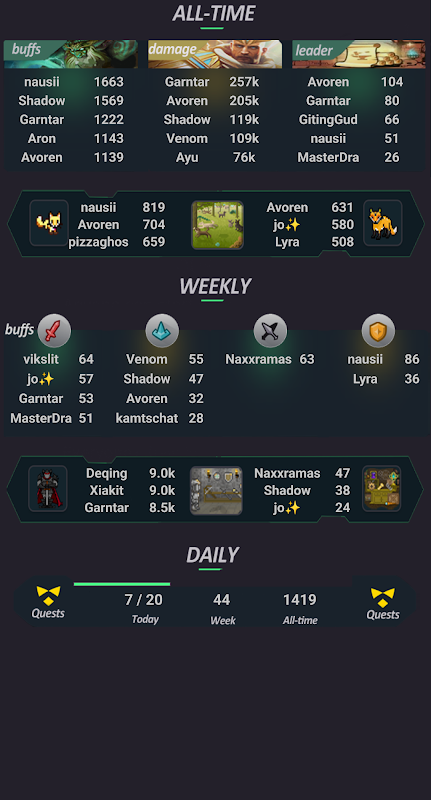 ALL-TIME
buffs damage leader
nausii 1663 Garntar 257k Avoren 104
Shadow 1569 Avoren 205k Garntar 80
Garntar 1222 Shadow 119k GitingGud 66
Aron 1143 Venom 109k nausii 51
Avoren 1139 Ayu 76k MasterDra 26
nausii 819 Avoren 631
Avoren 704 jo✨ 580
pizzaghos 659 Lyra 508
WEEKLY
buffs
vikslit 64 Venom 55 Naxxramas 63 nausii 86
jo✨ 57 Shadow 47 Lyra 36
Garntar 53 Avoren 32
MasterDra 51 kamtschat 28
Deqing 9.0k Naxxramas 47
Xiakit 9.0k Shadow 38
Garntar 8.5k jo✨ 24
DAILY
7 / 20 44 1419
Quests Today Week All-time Quests